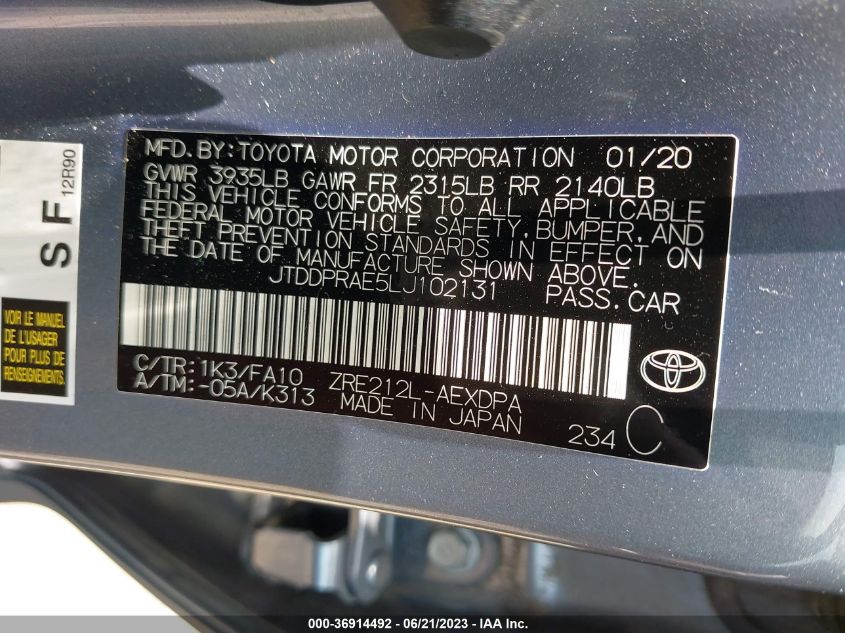 MFD. BY: TOYOTA MOTOR CORPORATION 01/20
GVWR 3935LB GAWR FR 2315LB RR 2140LB
THIS VEHICLE CONFORMS TO ALL APPLICABLE
FEDERAL MOTOR VEHICLE SAFETY, BUMPER, AND
THEFT PREVENTION STANDARDS IN EFFECT ON
THE DATE OF MANUFACTURE SHOWN ABOVE.
JTDDPRAE5LJ102131 PASS. CAR
C/TR: 1K3/FA10 ZRE212L-AEXDPA
A/TM: -05A/K313 MADE IN JAPAN
234 C
S F
12R90
VOIR LE MANUEL
DE L'USAGER
POUR PLUS DE
RENSEIGNEMENTS.
000-36914492 - 06/21/2023 - IAA Inc.